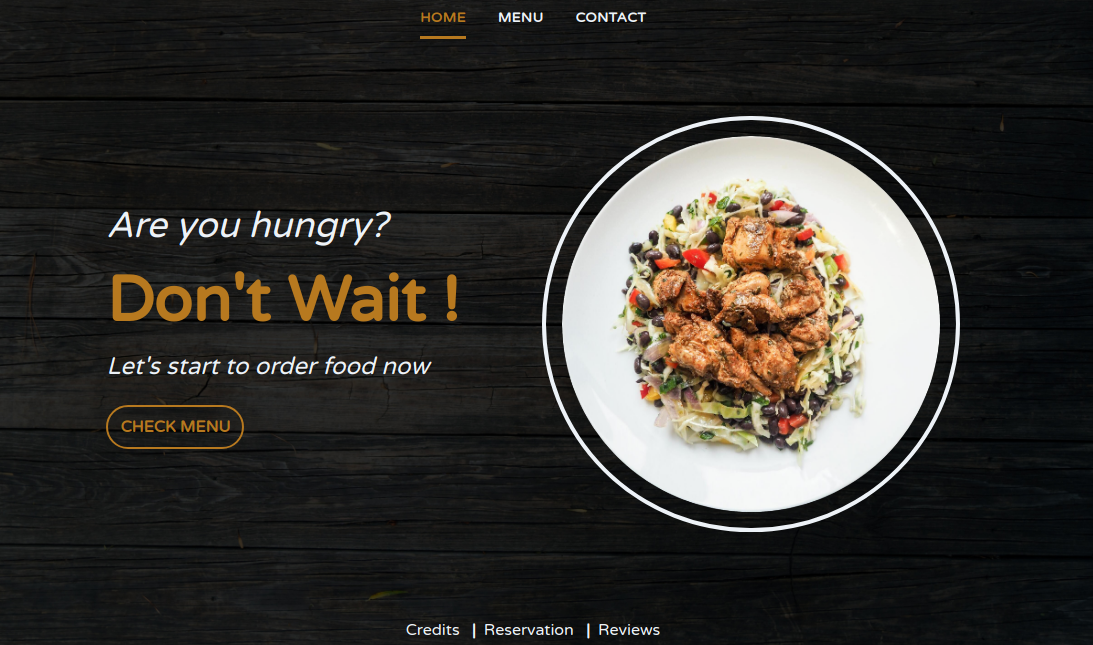 HOME MENU CONTACT
Are you hungry?
Don't Wait !
Let's start to order food now
CHECK MENU
Credits | Reservation | Reviews